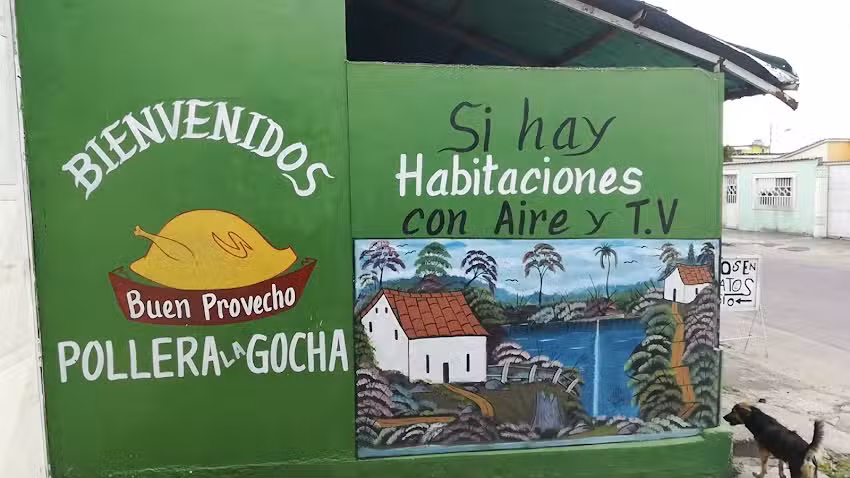 BIENVENIDOS
Buen Provecho
POLLERA LA GOCHA
Si hay
Habitaciones
con Aire y T.V